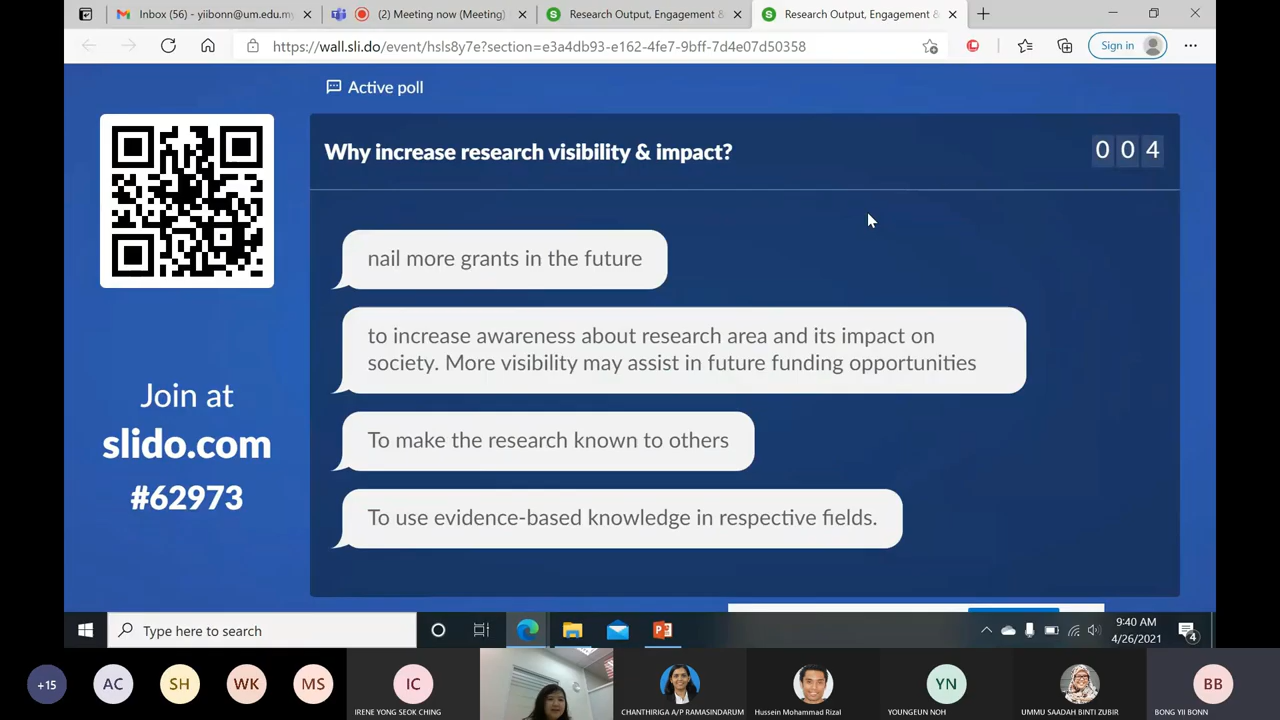 Inbox (56) - yiibonn@um.edu.my
(2) Meeting now (Meeting)
Research Output, Engagement &
Research Output, Engagement &
https://wall.sli.do/event/hsls8y7e?section=e3a4db93-e162-4fe7-9bff-7d4e07d50358
Sign in
Active poll
Why increase research visibility & impact?
0 0 4
nail more grants in the future
to increase awareness about research area and its impact on
society. More visibility may assist in future funding opportunities
To make the research known to others
To use evidence-based knowledge in respective fields.
Join at
slido.com
#62973
Type here to search
9:40 AM
4/26/2021
4
+15
AC
SH
WK
MS
IC
IRENE YONG SEOK CHING
CHANTHIRIGA A/P RAMASINDARUM
Hussein Mohammad Rizal
YN
YOUNGEUN NOH
UMMU SAADAH BINTI ZUBIR
BB
BONG YII BONN